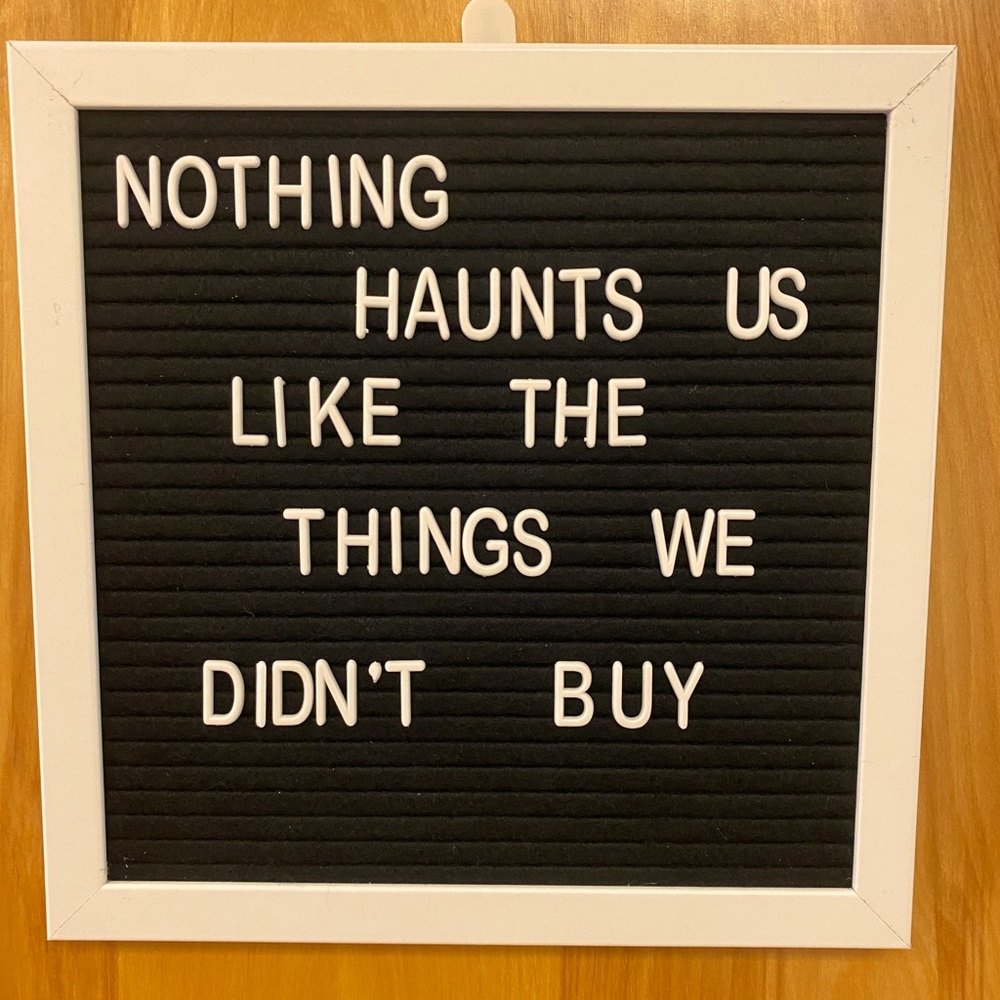 NOTHING
HAUNTS US
LIKE THE
THINGS WE
DIDN'T BUY